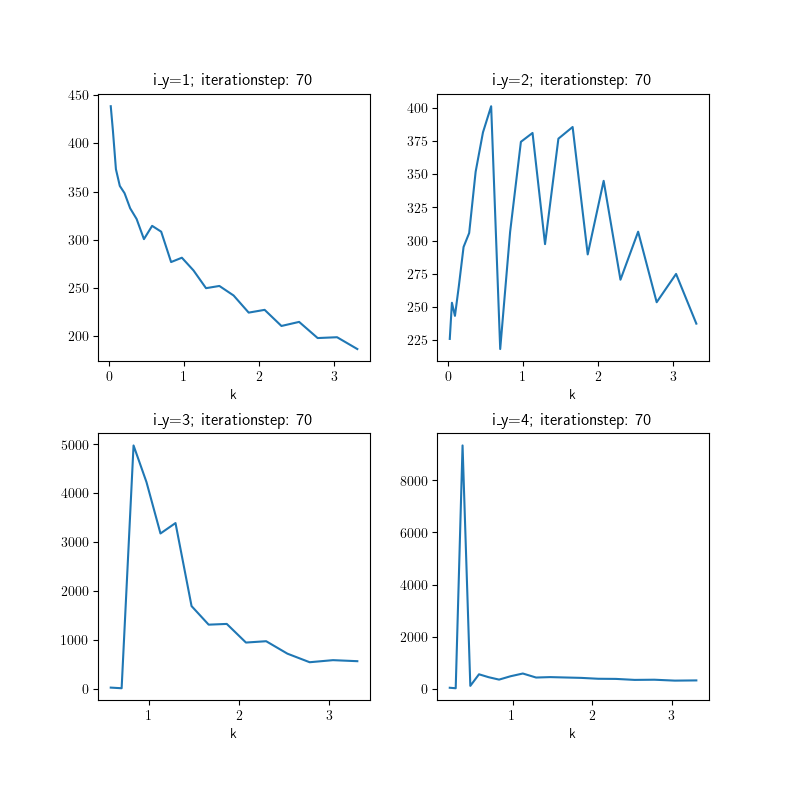 i_y=1; iterationstep: 70
450
400
350
300
250
200
0 1 2 3
k
i_y=2; iterationstep: 70
400
375
350
325
300
275
250
225
0 1 2 3
k
i_y=3; iterationstep: 70
5000
4000
3000
2000
1000
0
1 2 3
k
i_y=4; iterationstep: 70
8000
6000
4000
2000
0
1 2 3
k